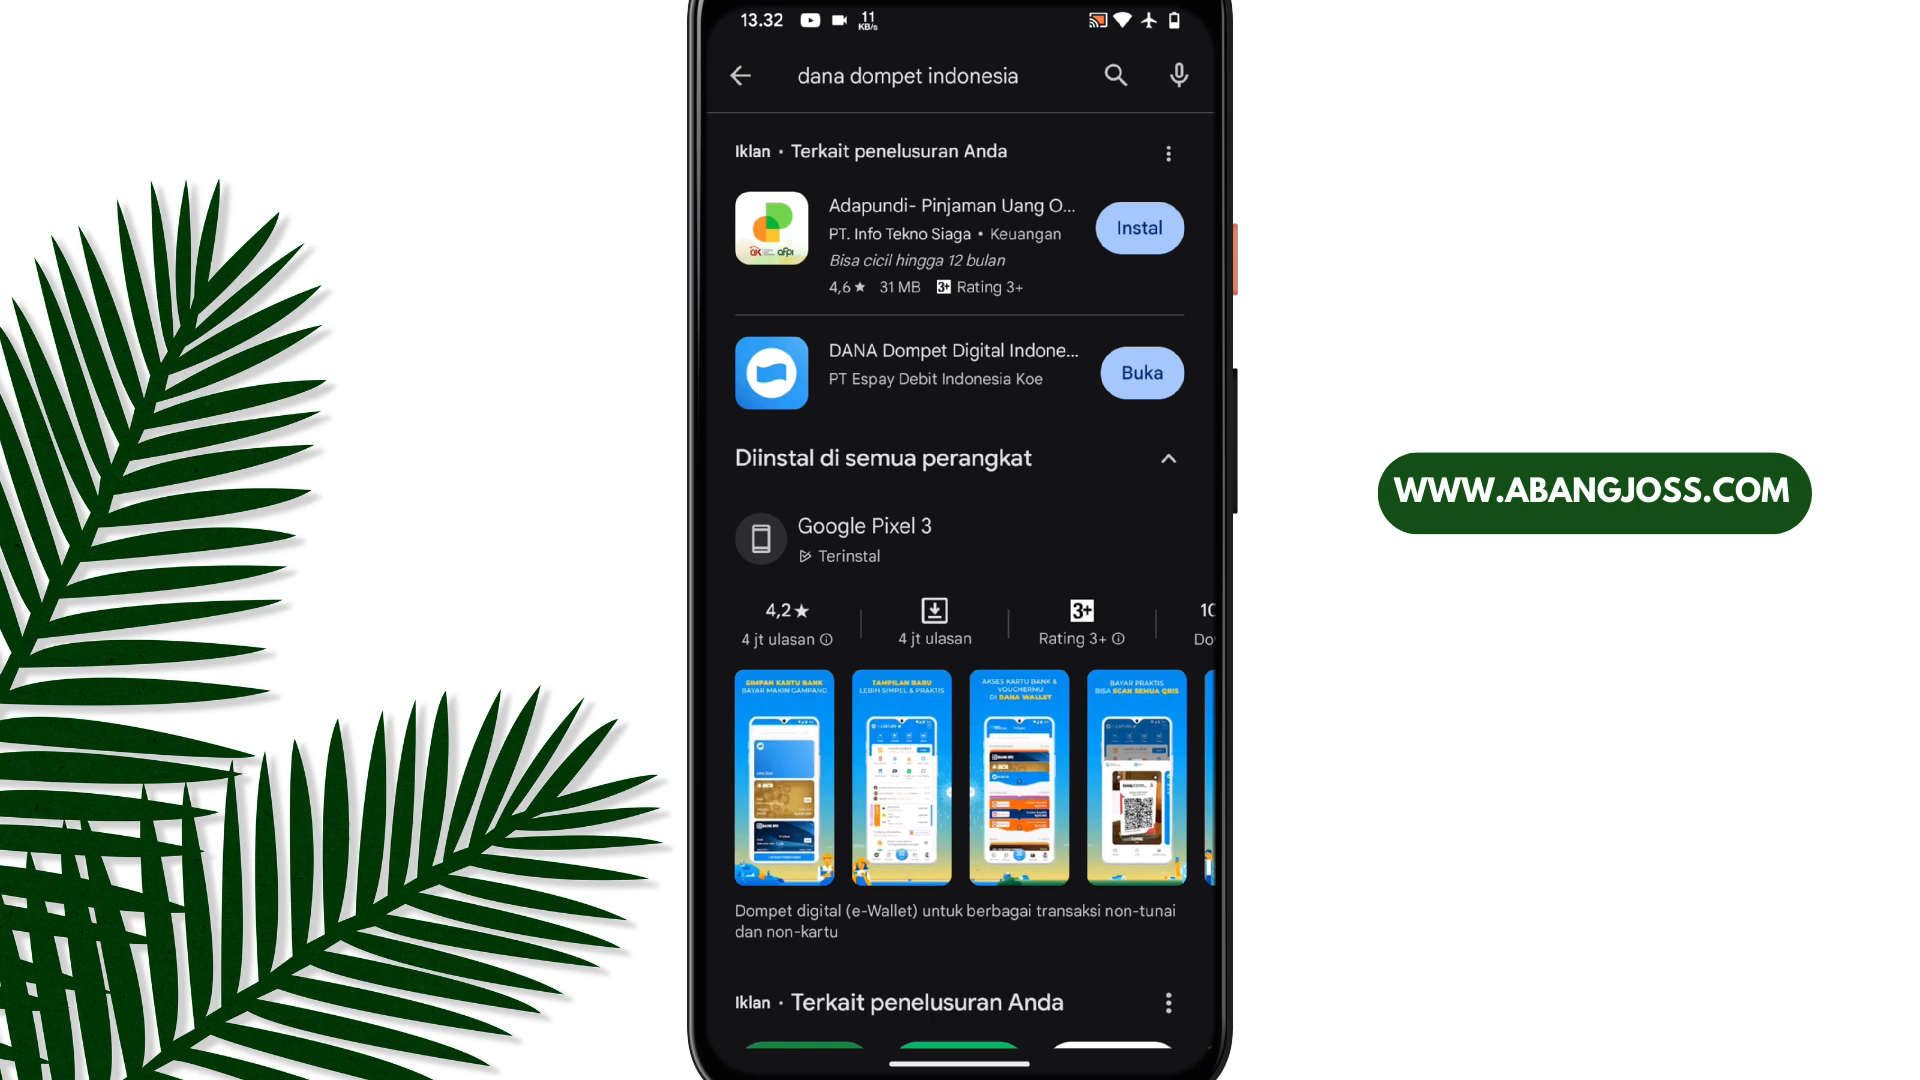 13.32
11
KB/s
dana dompet indonesia
Iklan • Terkait penelusuran Anda
Adapundi- Pinjaman Uang O...
PT. Info Tekno Siaga • Keuangan
Bisa cicil hingga 12 bulan
4,6 ★ 31 MB 3+ Rating 3+
Instal
DANA Dompet Digital Indone...
PT Espay Debit Indonesia Koe
Buka
Diinstal di semua perangkat
Google Pixel 3
Terinstal
4,2★
4 jt ulasan
4 jt ulasan
3+
Rating 3+
10
Do
SIMPAN KARTU BANK
BAYAR MAKIN GAMPANG
TAMPILAN BARU
LEBIH SIMPEL & PRAKTIS
AKSES KARTU BANK &
VOUCHERMU
DI DANA WALLET
BAYAR PRAKTIS
BISA SCAN SEMUA QRIS
Dompet digital (e-Wallet) untuk berbagai transaksi non-tunai
dan non-kartu
Iklan • Terkait penelusuran Anda
WWW.ABANGJOSS.COM